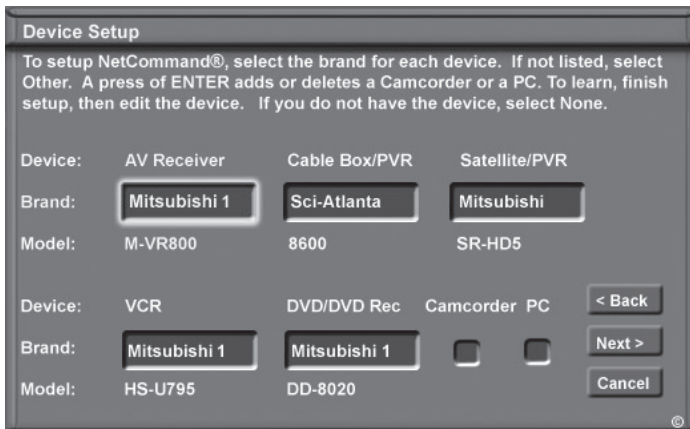 Device Setup
To setup NetCommand®, select the brand for each device. If not listed, select
Other. A press of ENTER adds or deletes a Camcorder or a PC. To learn, finish
setup, then edit the device. If you do not have the device, select None.
Device: AV Receiver Cable Box/PVR Satellite/PVR
Brand: Mitsubishi 1 Sci-Atlanta Mitsubishi
Model: M-VR800 8600 SR-HD5
Device: VCR DVD/DVD Rec Camcorder PC < Back
Brand: Mitsubishi 1 Mitsubishi 1 Next >
Model: HS-U795 DD-8020 Cancel
©